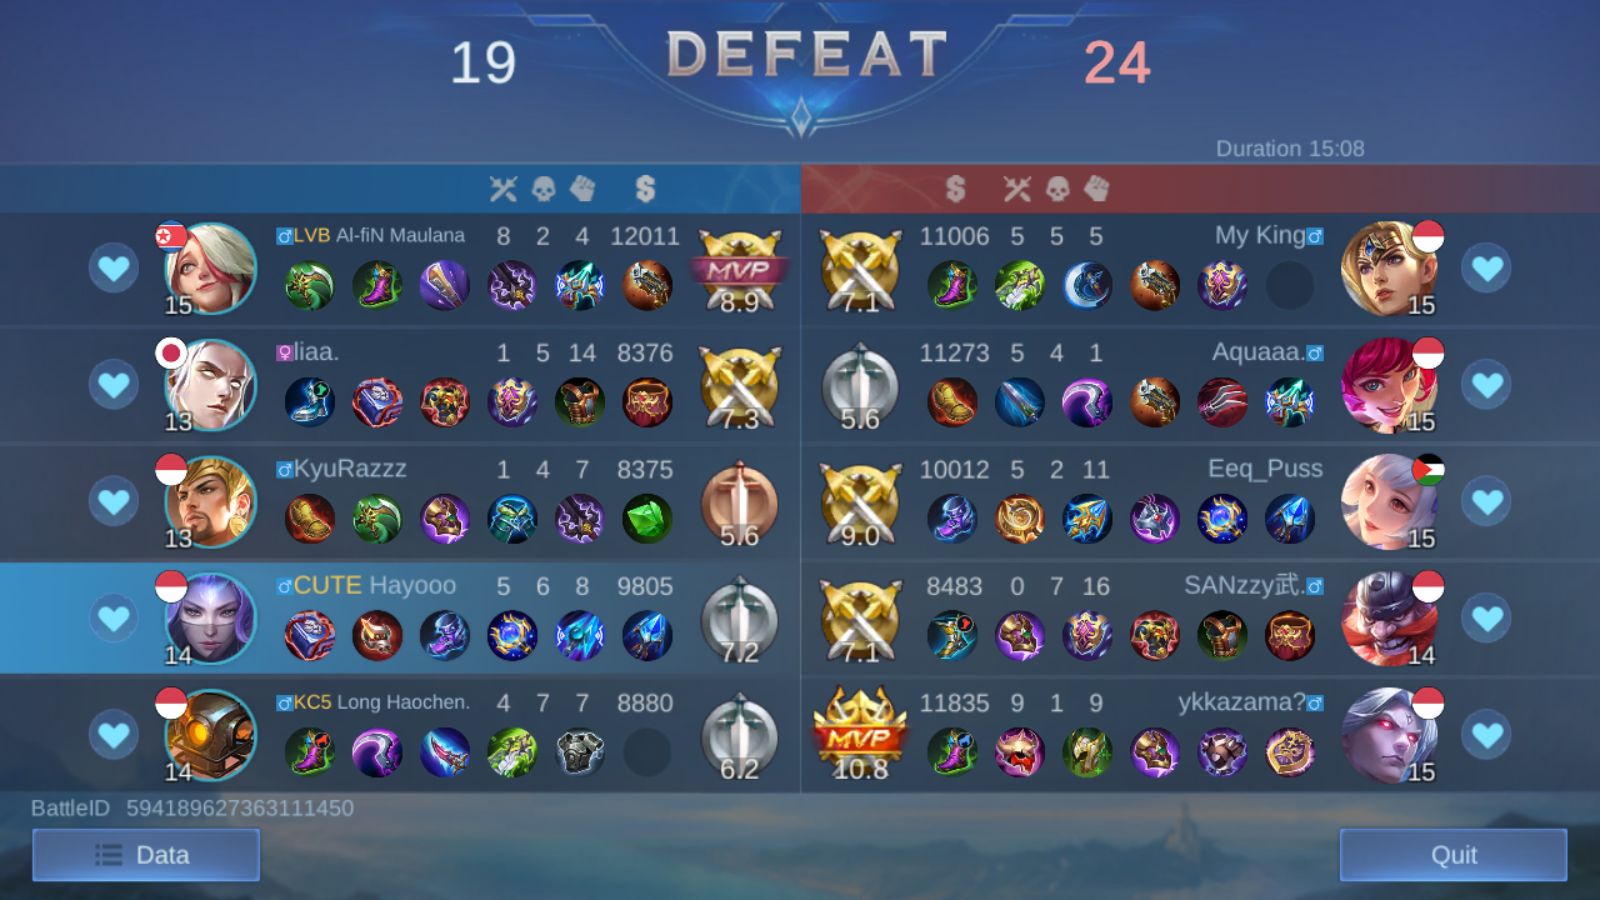 19 DEFEAT 24
Duration 15:08
LVB Al-fiN Maulana 8 2 4 12011 MVP 8.9 15
7.1 11006 5 5 5 My King 15
liaa. 1 5 14 8376 7.3 13
5.6 11273 5 4 1 Aquaaa. 15
KyuRazzz 1 4 7 8375 5.6 13
9.0 10012 5 2 11 Eeq_Puss 15
CUTE Hayooo 5 6 8 9805 7.2 14
7.1 8483 0 7 16 SANzzy武. 14
KC5 Long Haochen. 4 7 7 8880 6.2 14
MVP 10.8 11835 9 1 9 ykkazama? 15
BattleID 594189627363111450
Data
Quit